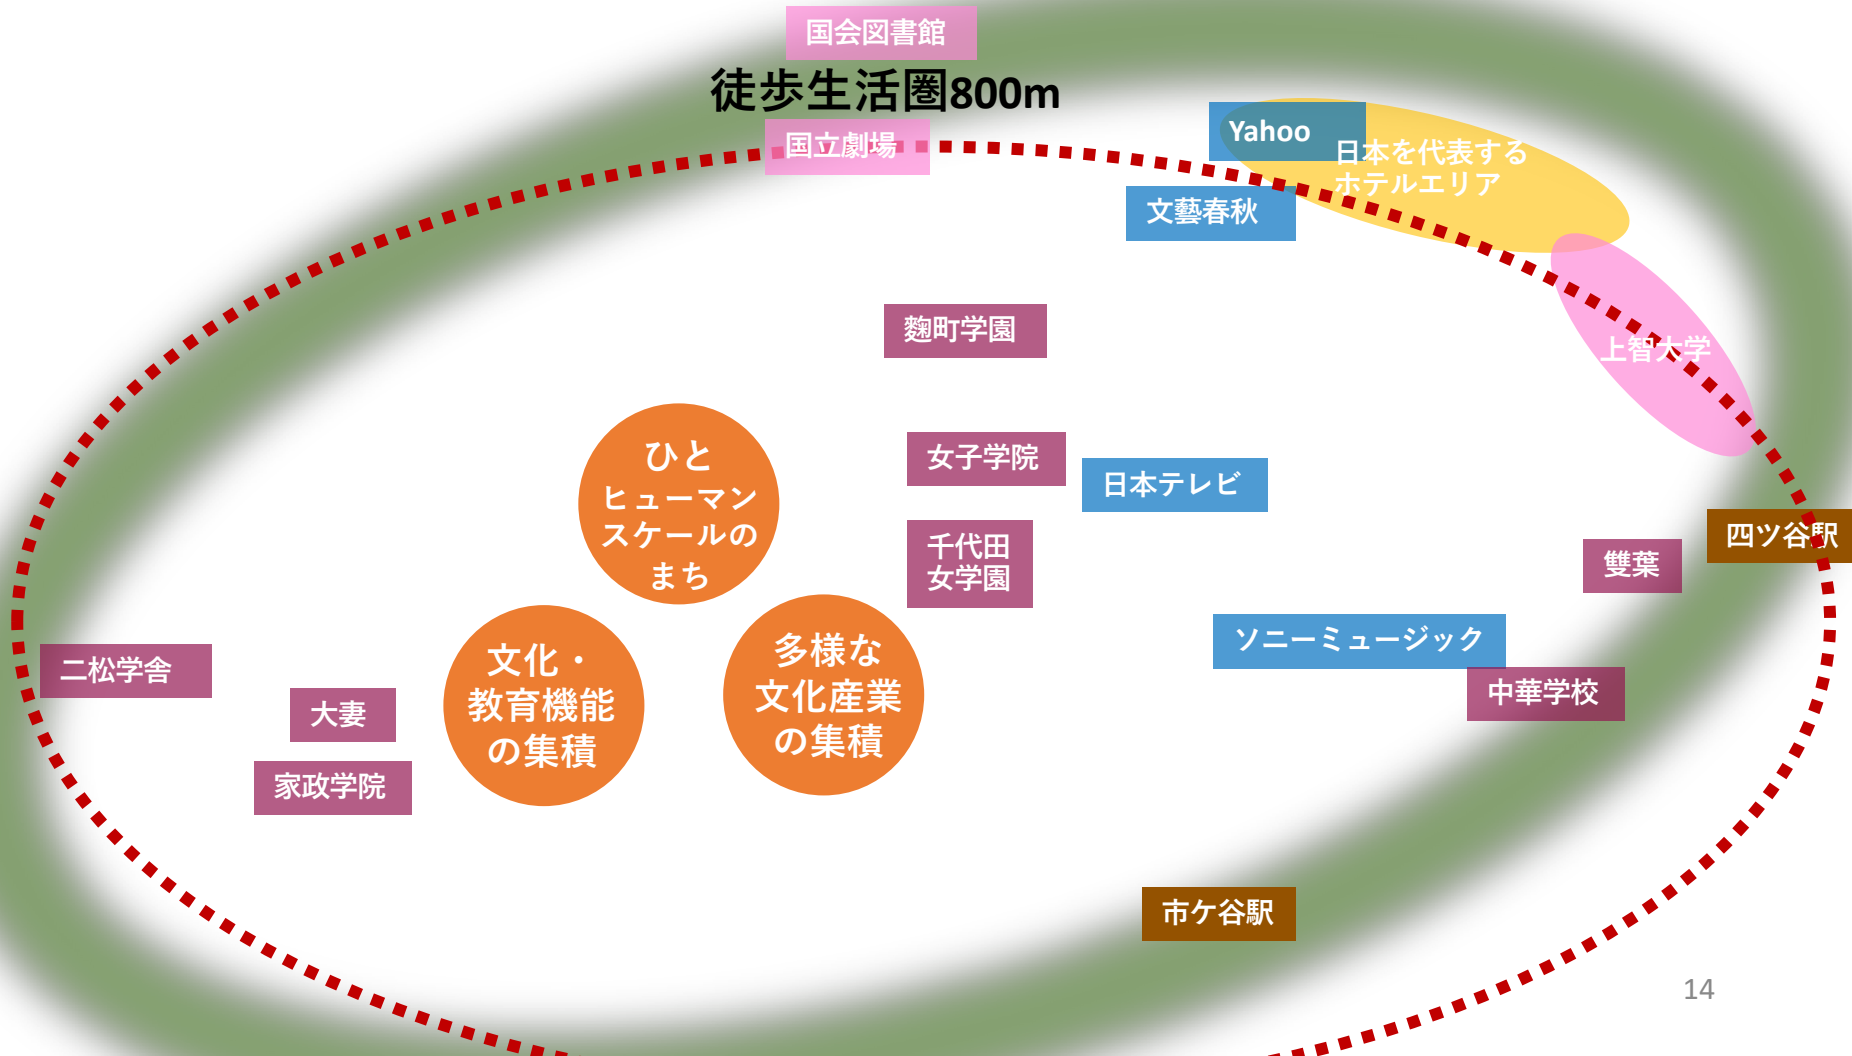 国会図書館
徒歩生活圏800m
国立劇場
Yahoo
日本を代表する
ホテルエリア
文藝春秋
上智大学
麴町学園
ひと
ヒューマン
スケールの
まち
女子学院
日本テレビ
千代田
女学園
四ツ谷駅
雙葉
文化・
教育機能
の集積
多様な
文化産業
の集積
ソニーミュージック
中華学校
二松学舎
大妻
家政学院
市ケ谷駅
14